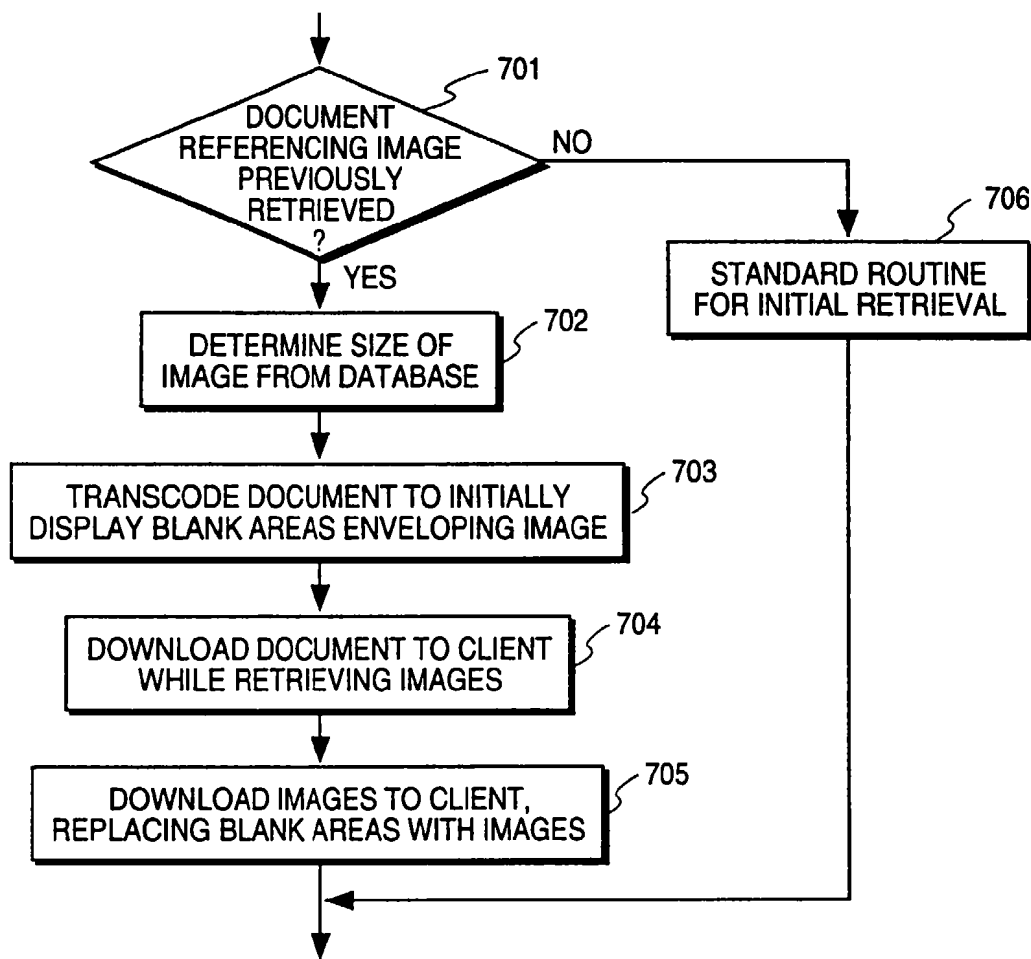 701
DOCUMENT
REFERENCING IMAGE
PREVIOUSLY
RETRIEVED
?
NO
YES
706
STANDARD ROUTINE
FOR INITIAL RETRIEVAL
702
DETERMINE SIZE OF
IMAGE FROM DATABASE
703
TRANSCODE DOCUMENT TO INITIALLY
DISPLAY BLANK AREAS ENVELOPING IMAGE
704
DOWNLOAD DOCUMENT TO CLIENT
WHILE RETRIEVING IMAGES
705
DOWNLOAD IMAGES TO CLIENT,
REPLACING BLANK AREAS WITH IMAGES